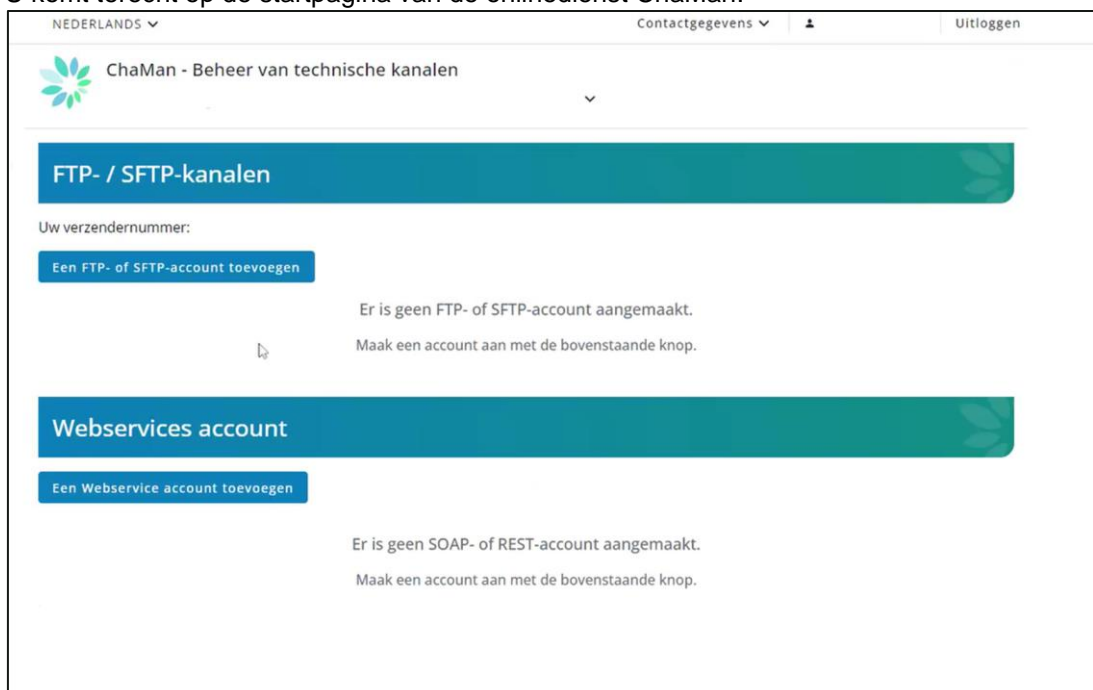 U komt terecht op de startpagina van de onlinedienst ChaMan.
NEDERLANDS
Contactgegevens
Uitloggen
ChaMan - Beheer van technische kanalen
FTP- / SFTP-kanalen
Uw verzendernummer:
Een FTP- of SFTP-account toevoegen
Er is geen FTP- of SFTP-account aangemaakt.
Maak een account aan met de bovenstaande knop.
Webservices account
Een Webservice account toevoegen
Er is geen SOAP- of REST-account aangemaakt.
Maak een account aan met de bovenstaande knop.